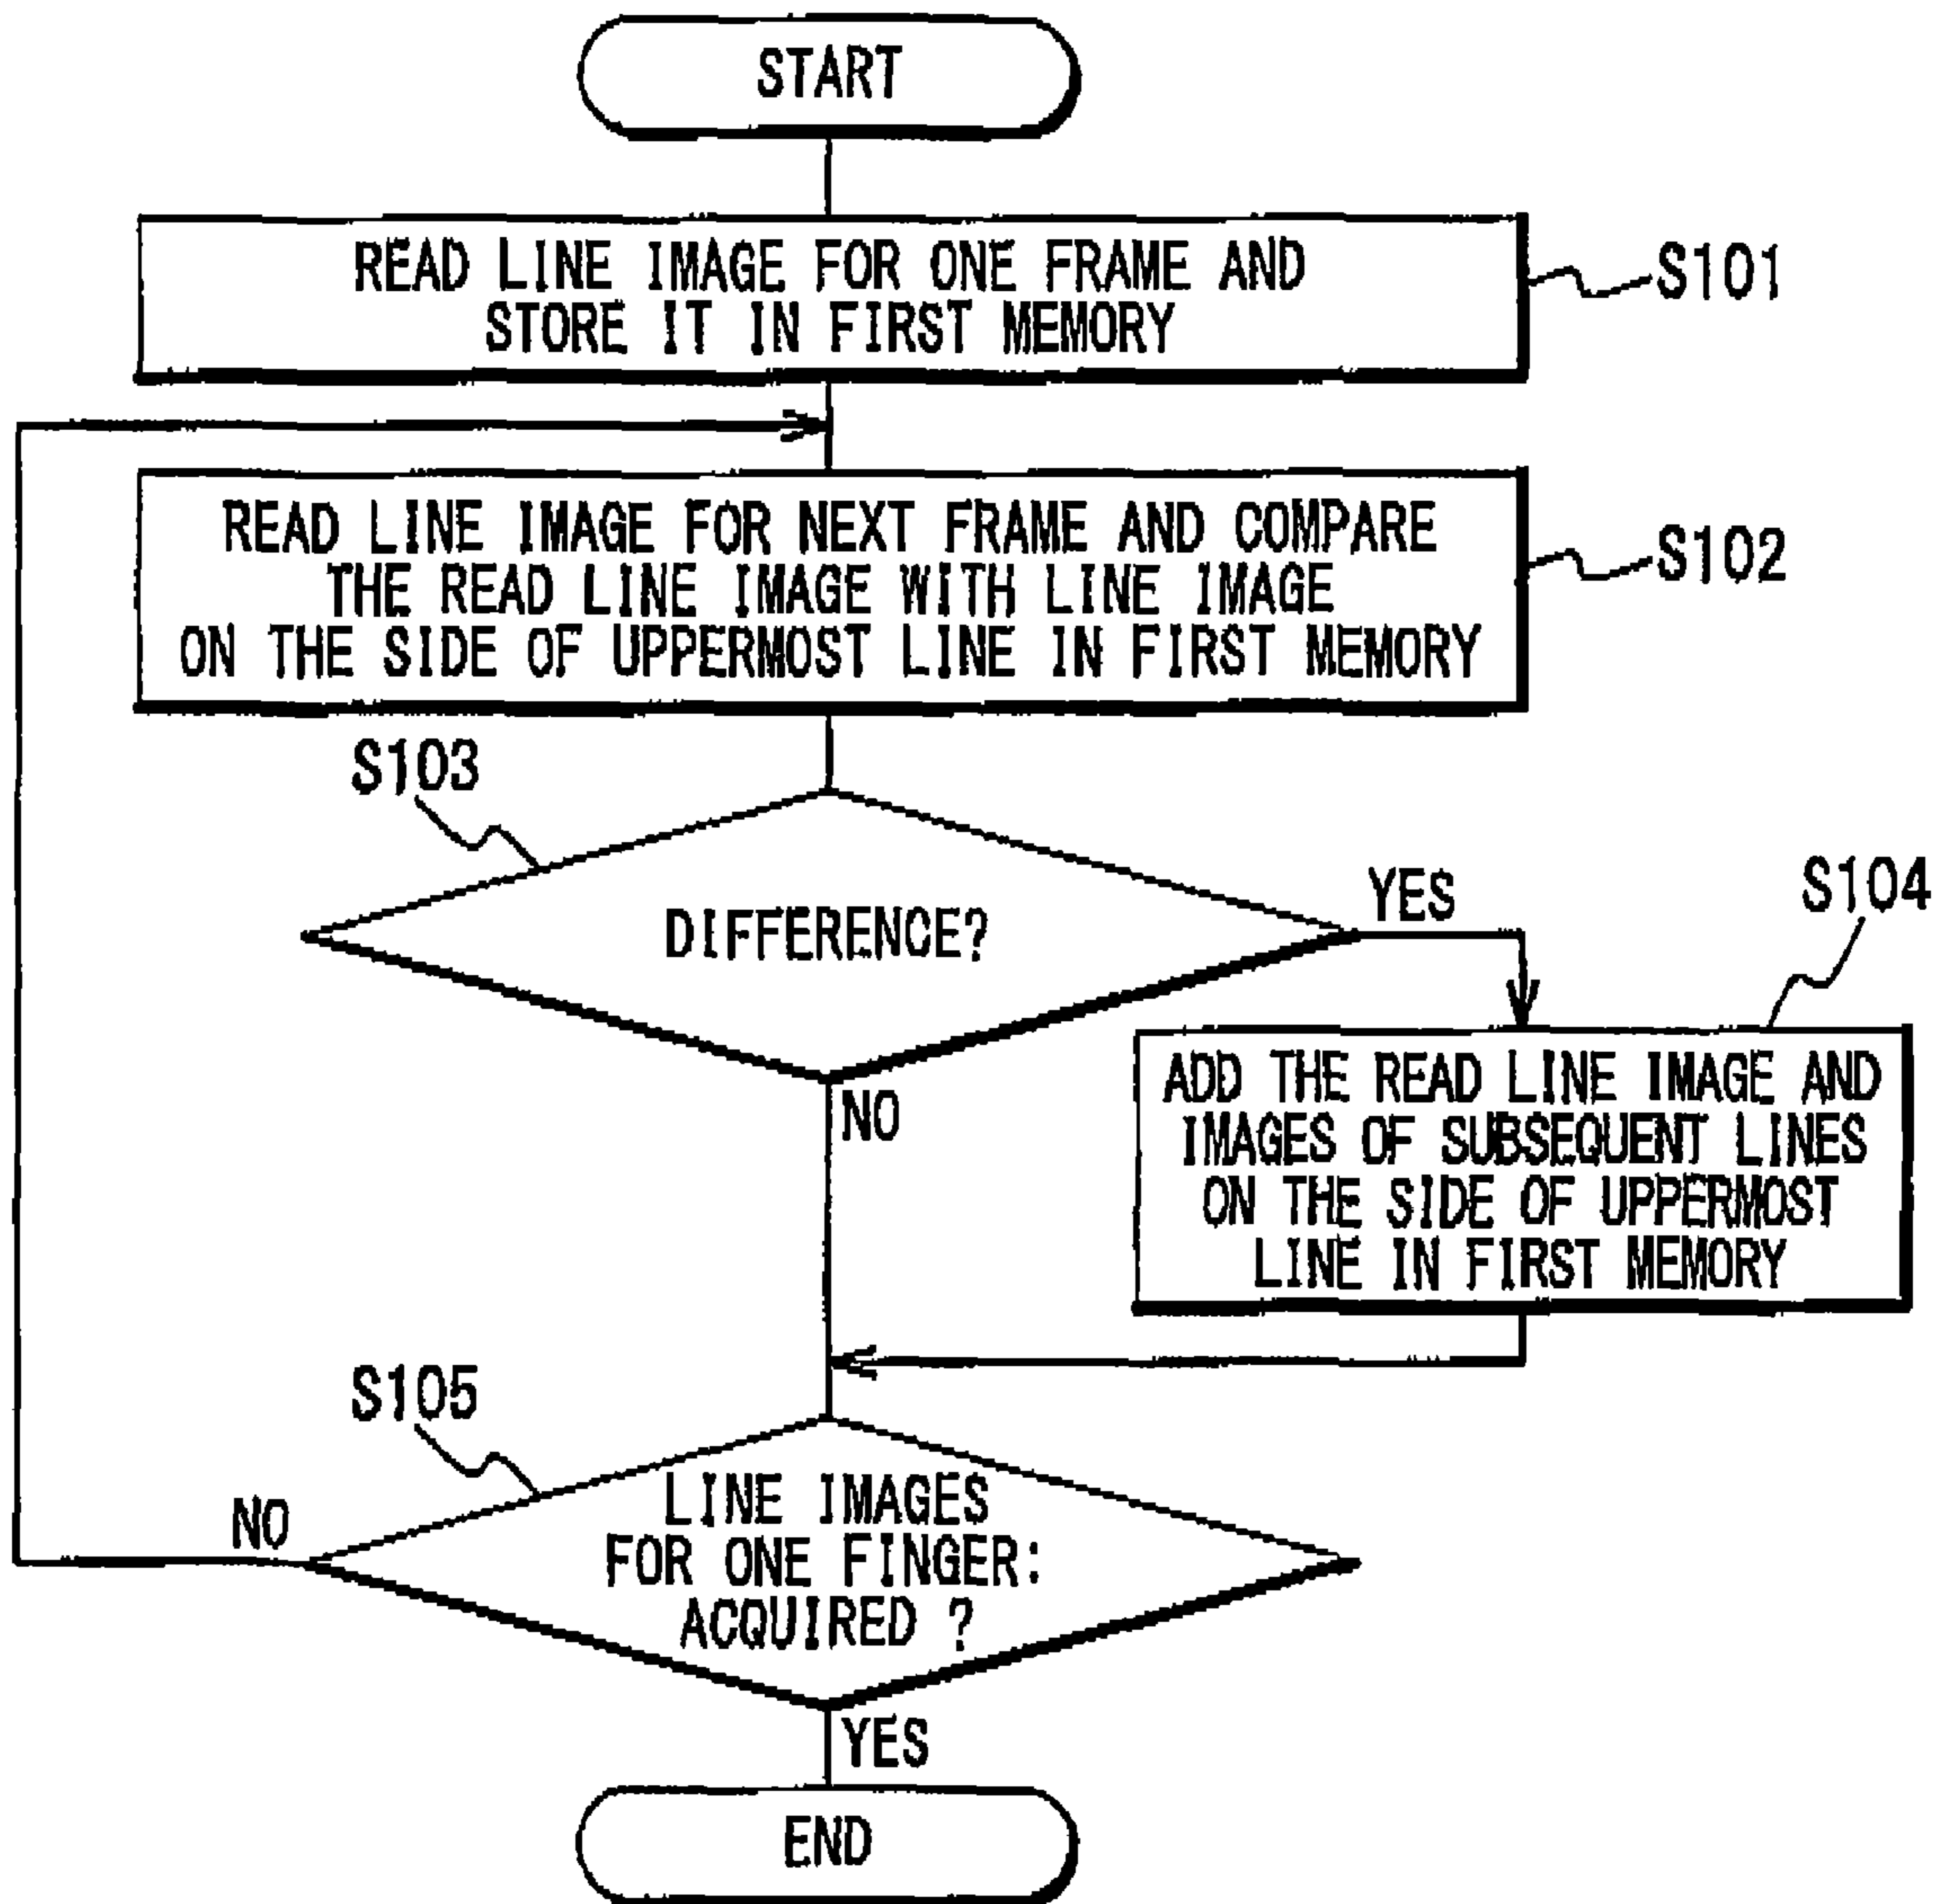 START
READ LINE IMAGE FOR ONE FRAME AND
STORE IT IN FIRST MEMORY
S101
READ LINE IMAGE FOR NEXT FRAME AND COMPARE
THE READ LINE IMAGE WITH LINE IMAGE
ON THE SIDE OF UPPERMOST LINE IN FIRST MEMORY
S102
S103
DIFFERENCE?
YES
S104
ADD THE READ LINE IMAGE AND
IMAGES OF SUBSEQUENT LINES
ON THE SIDE OF UPPERMOST
LINE IN FIRST MEMORY
NO
S105
LINE IMAGES
FOR ONE FINGER:
ACQUIRED ?
NO
YES
END